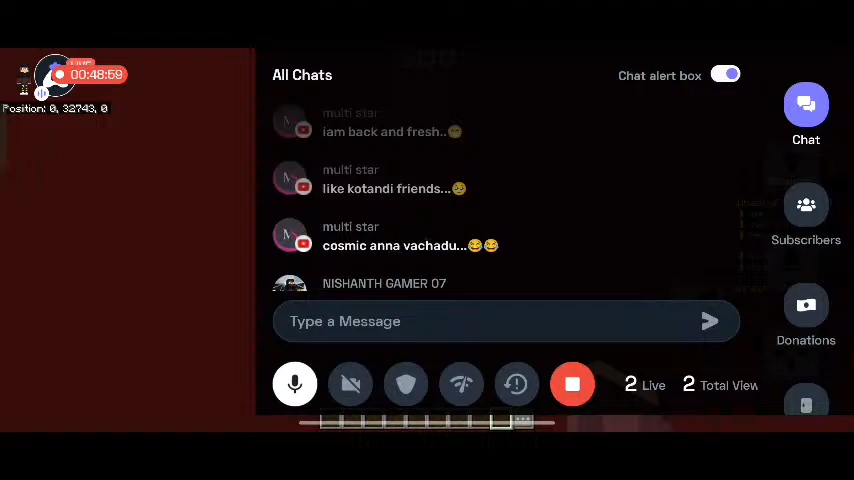 LIVE
00:48:59
Position: 0, 32743, 0
All Chats
Chat alert box
multi star
iam back and fresh..😁
multi star
like kotandi friends...🥺
multi star
cosmic anna vachadu...😂😂
NISHANTH GAMER 07
Type a Message
2 Live 2 Total View
Chat
Subscribers
Donations